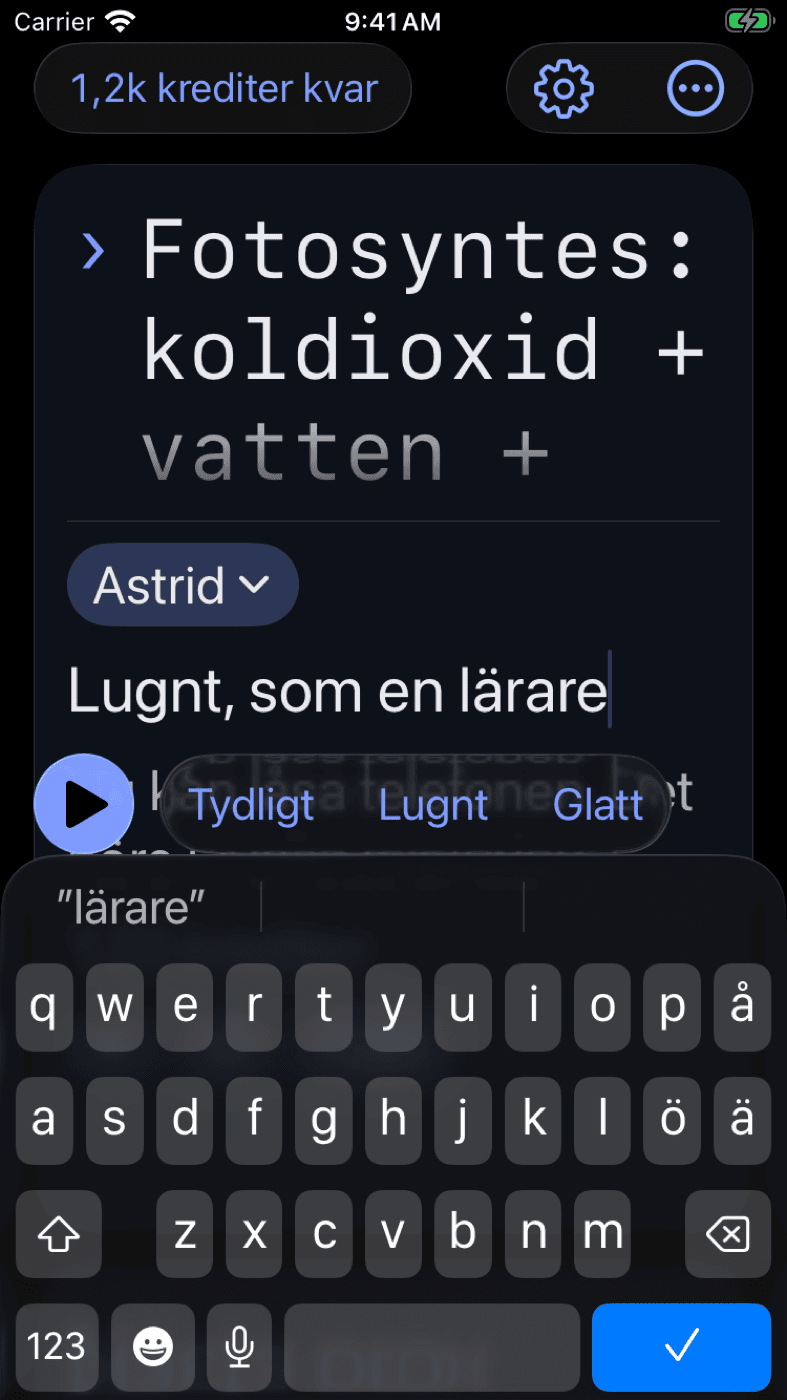 Carrier 9:41 AM
1,2k krediter kvar
Fotosyntes:
koldioxid +
vatten +
Astrid
Lugnt, som en lärare
Tydligt Lugnt Glatt
"lärare"
q w e r t y u i o p å
a s d f g h j k l ö ä
z x c v b n m
123